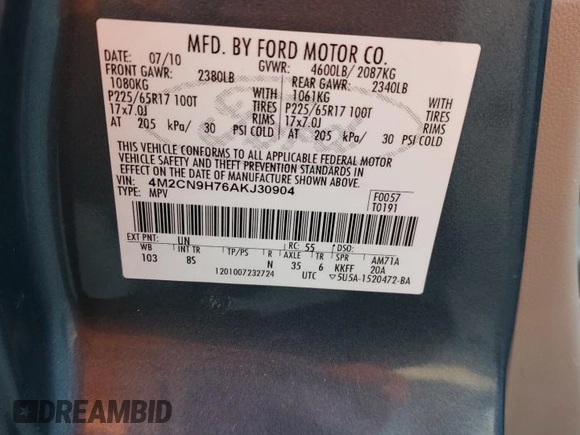 MFD. BY FORD MOTOR CO.
DATE: 07/10 GVWR: 4600LB/ 2087KG
FRONT GAWR: 2380LB REAR GAWR: 2340LB
1080KG WITH 1061KG WITH
P225/65R17 100T TIRES P225/65R17 100T TIRES
17x7.0J RIMS 17x7.0J RIMS
AT 205 kPa/ 30 PSI COLD AT 205 kPa/ 30 PSI COLD
THIS VEHICLE CONFORMS TO ALL APPLICABLE FEDERAL MOTOR
VEHICLE SAFETY AND THEFT PREVENTION STANDARDS IN
EFFECT ON THE DATE OF MANUFACTURE SHOWN ABOVE.
VIN: 4M2CN9H76AKJ30904 F0057
TYPE: MPV T0191
EXT PNT: UN RC: 55 DSO:
WB INT TR TP/PS R AXLE TR SPR AM71A
103 8S N 35 6 KKFF 20A
1201007232724 UTC 5U5A-1520472-BA
DREAMBID